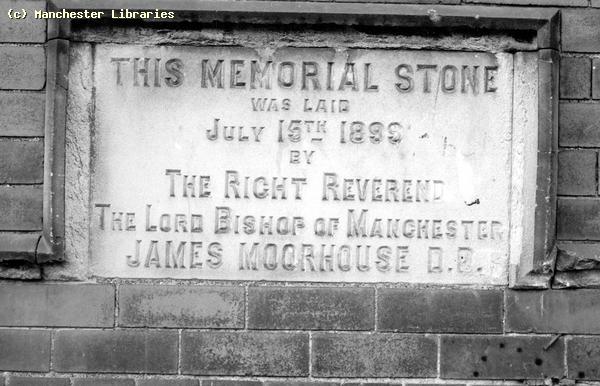 (c) Manchester Libraries
THIS MEMORIAL STONE
WAS LAID
JULY 15TH 1899
BY
THE RIGHT REVEREND
THE LORD BISHOP OF MANCHESTER
JAMES MOORHOUSE D.D.